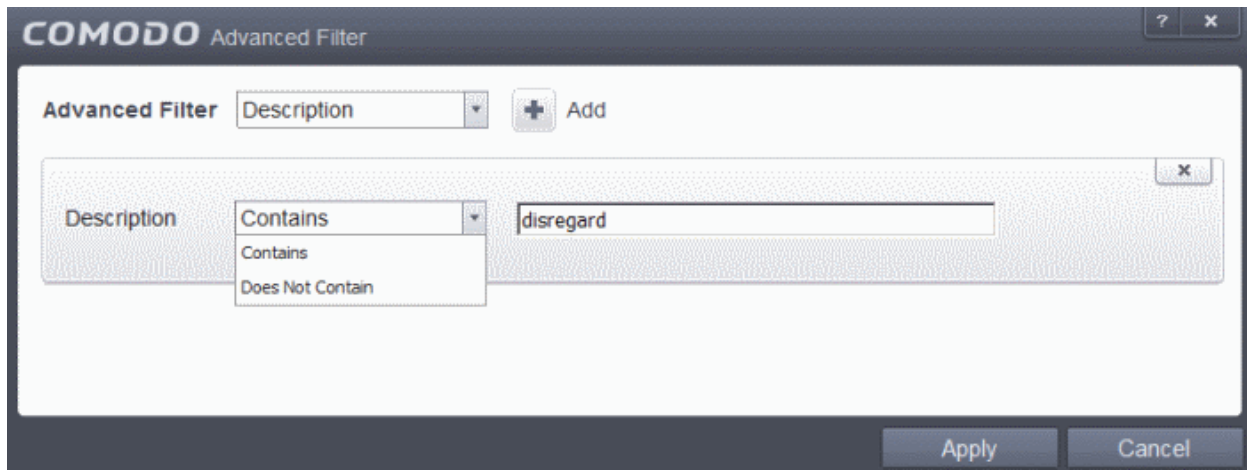 COMODO Advanced Filter ? x
Advanced Filter Description + Add
x
Description Contains disregard
Contains
Does Not Contain
Apply Cancel